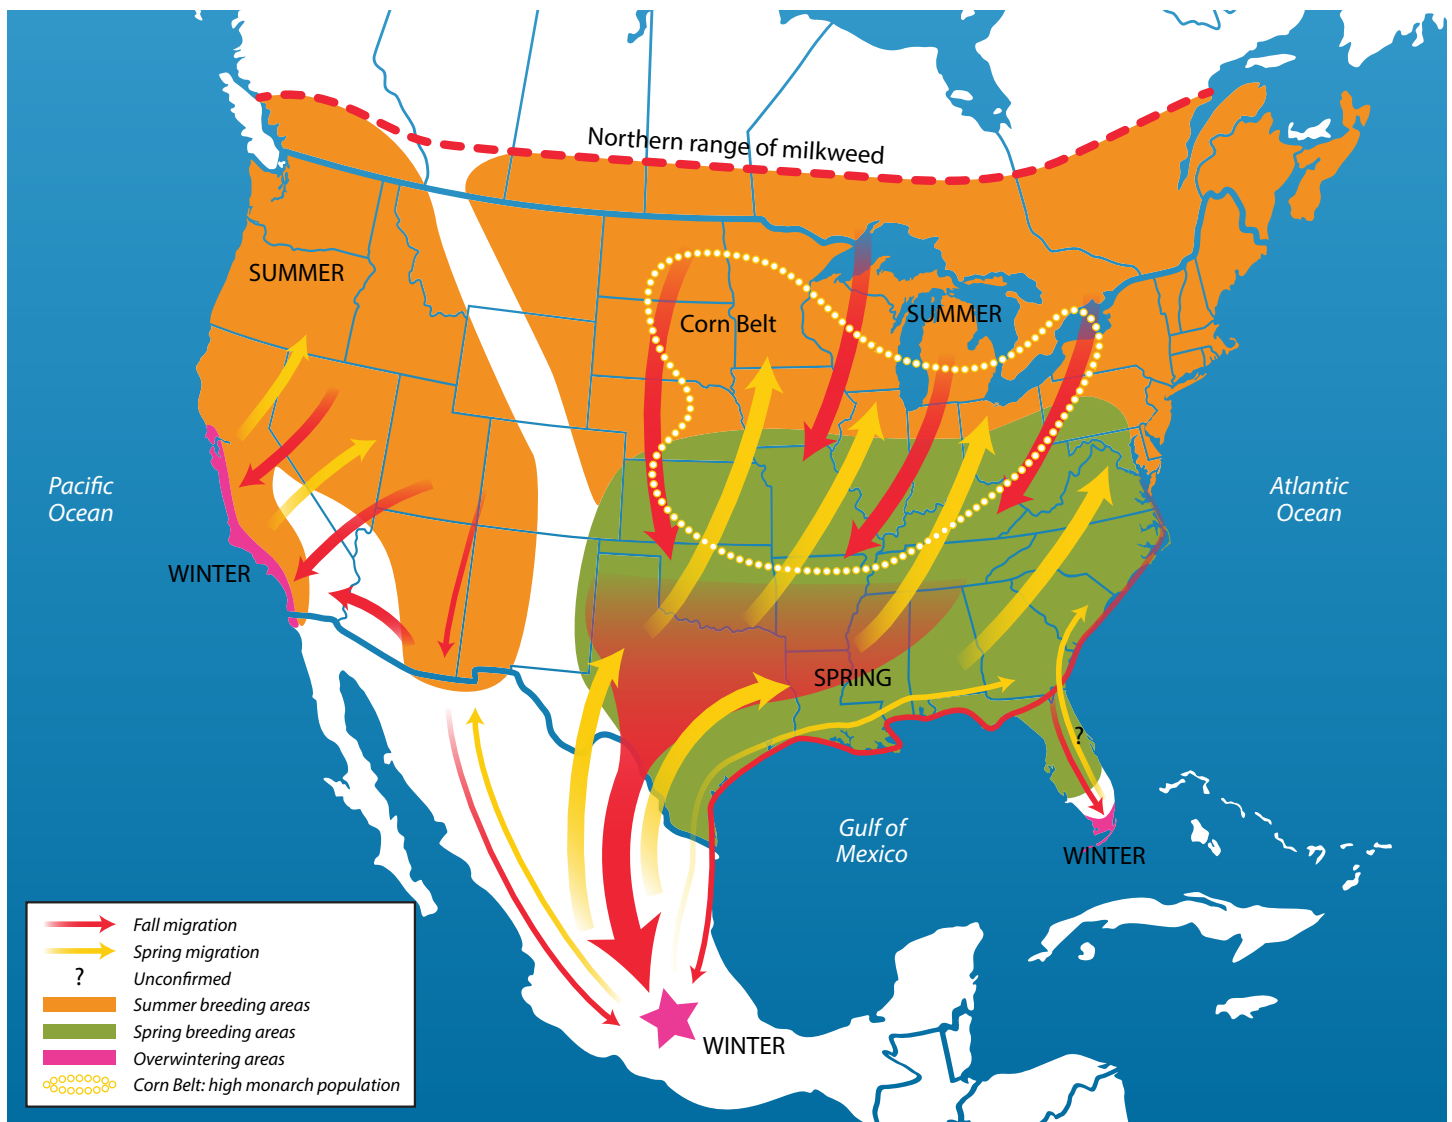 Northern range of milkweed
SUMMER
SUMMER
Corn Belt
Pacific
Ocean
Atlantic
Ocean
WINTER
SPRING
?
Gulf of
Mexico
WINTER
WINTER
Fall migration
Spring migration
? Unconfirmed
Summer breeding areas
Spring breeding areas
Overwintering areas
Corn Belt: high monarch population